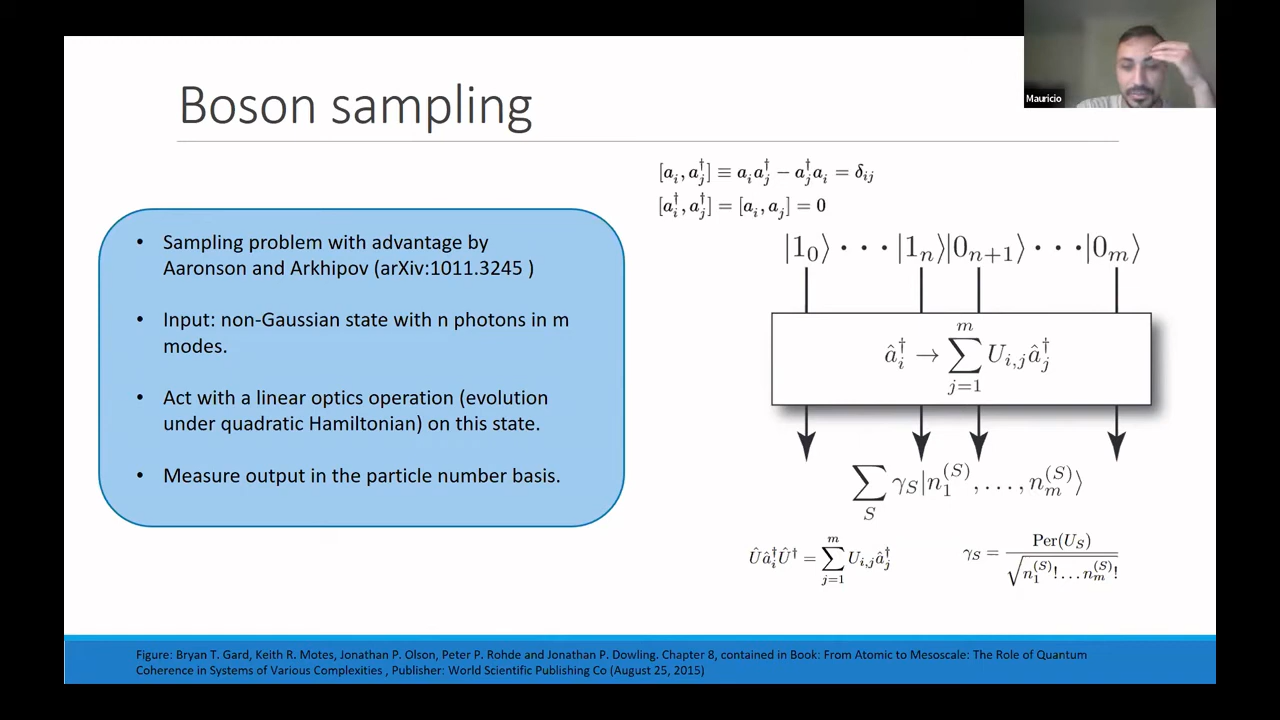 Mauricio
Boson sampling
[a_i, a_j^†] ≡ a_i a_j^† − a_j^† a_i = δ_{ij}
[a_i^†, a_j^†] = [a_i, a_j] = 0
• Sampling problem with advantage by
Aaronson and Arkhipov (arXiv:1011.3245 )
• Input: non-Gaussian state with n photons in m
modes.
• Act with a linear optics operation (evolution
under quadratic Hamiltonian) on this state.
• Measure output in the particle number basis.
|1_0⟩ · · · |1_n⟩|0_{n+1}⟩ · · · |0_m⟩
â_i^† → ∑_{j=1}^{m} U_{i,j} â_j^†
∑_S γ_S |n_1^{(S)}, . . . , n_m^{(S)}⟩
Û â_i^† Û^† = ∑_{j=1}^{m} U_{i,j} â_j^†
γ_S = Per(U_S) / √(n_1^{(S)}! . . . n_m^{(S)}!)
Figure: Bryan T. Gard, Keith R. Motes, Jonathan P. Olson, Peter P. Rohde and Jonathan P. Dowling. Chapter 8, contained in Book: From Atomic to Mesoscale: The Role of Quantum
Coherence in Systems of Various Complexities , Publisher: World Scientific Publishing Co (August 25, 2015)